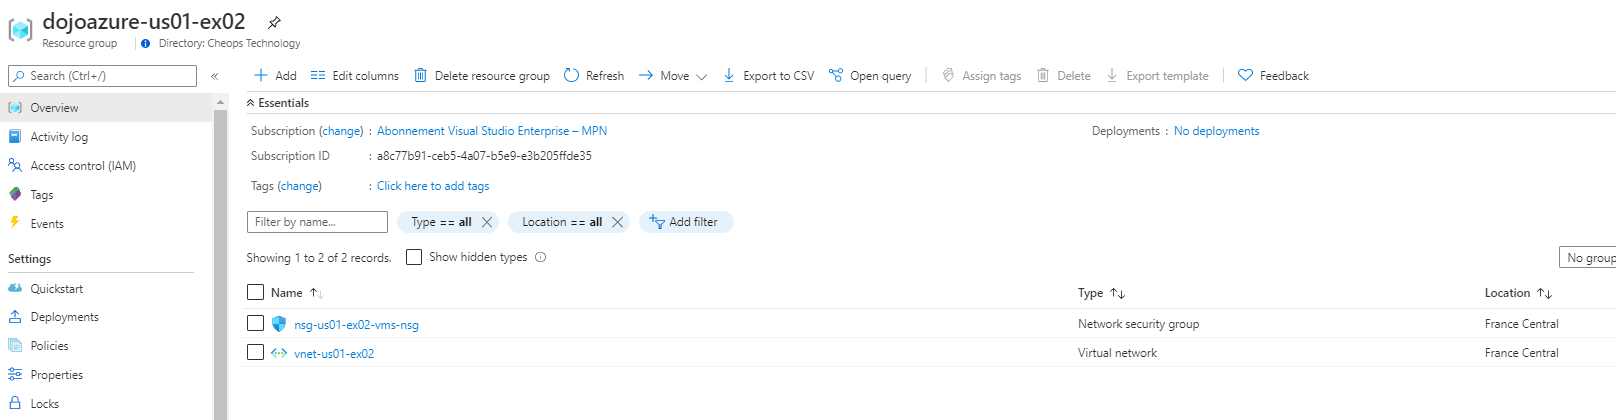 dojoazure-us01-ex02
Resource group
Directory: Cheops Technology
Search (Ctrl+/)
«
Add
Edit columns
Delete resource group
Refresh
Move
Export to CSV
Open query
Assign tags
Delete
Export template
Feedback
Overview
Activity log
Access control (IAM)
Tags
Events
Settings
Quickstart
Deployments
Policies
Properties
Locks
Essentials
Subscription (change) : Abonnement Visual Studio Enterprise – MPN
Deployments : No deployments
Subscription ID : a8c77b91-ceb5-4a07-b5e9-e3b205ffde35
Tags (change) : Click here to add tags
Filter by name...
Type == all
Location == all
Add filter
Showing 1 to 2 of 2 records.
Show hidden types
No group
Name ↑↓ Type ↑↓ Location ↑↓
nsg-us01-ex02-vms-nsg Network security group France Central
vnet-us01-ex02 Virtual network France Central